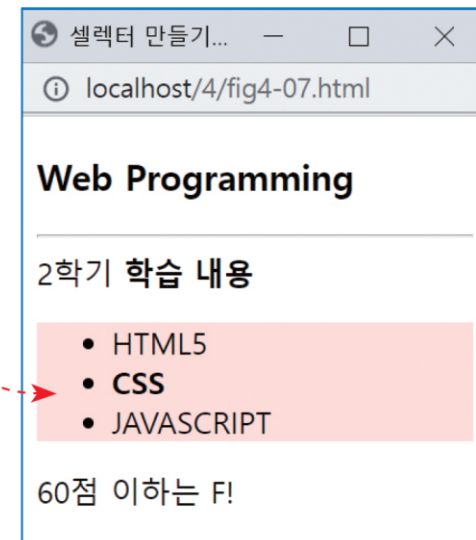 셀렉터 만들기...
localhost/4/fig4-07.html
Web Programming
2학기 학습 내용
• HTML5
• CSS
• JAVASCRIPT
60점 이하는 F!